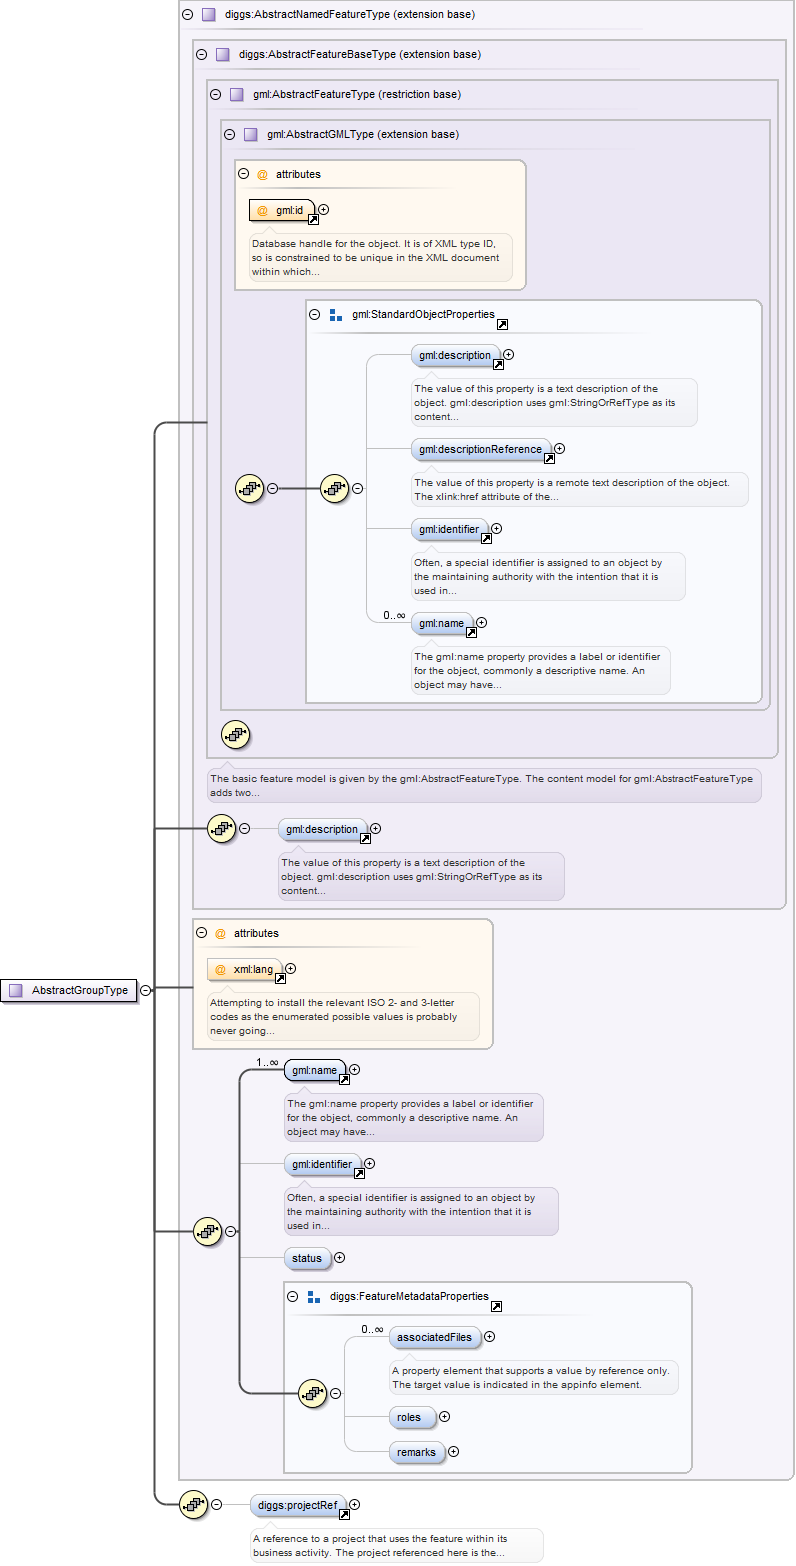 diggs:AbstractNamedFeatureType (extension base)
diggs:AbstractFeatureBaseType (extension base)
gml:AbstractFeatureType (restriction base)
gml:AbstractGMLType (extension base)
@ attributes
@ gml:id
Database handle for the object. It is of XML type ID,
so is constrained to be unique in the XML document
within which...
gml:StandardObjectProperties
gml:description
The value of this property is a text description of the
object. gml:description uses gml:StringOrRefType as its
content...
gml:descriptionReference
The value of this property is a remote text description of the object.
The xlink:href attribute of the...
gml:identifier
Often, a special identifier is assigned to an object by
the maintaining authority with the intention that it is
used in...
0..∞
gml:name
The gml:name property provides a label or identifier
for the object, commonly a descriptive name. An
object may have...
The basic feature model is given by the gml:AbstractFeatureType. The content model for gml:AbstractFeatureType
adds two...
gml:description
The value of this property is a text description of the
object. gml:description uses gml:StringOrRefType as its
content...
@ attributes
@ xml:lang
Attempting to install the relevant ISO 2- and 3-letter
codes as the enumerated possible values is probably
never going...
AbstractGroupType
1..∞
gml:name
The gml:name property provides a label or identifier
for the object, commonly a descriptive name. An
object may have...
gml:identifier
Often, a special identifier is assigned to an object by
the maintaining authority with the intention that it is
used in...
status
diggs:FeatureMetadataProperties
0..∞
associatedFiles
A property element that supports a value by reference only.
The target value is indicated in the appinfo element.
roles
remarks
diggs:projectRef
A reference to a project that uses the feature within its
business activity. The project referenced here is the...